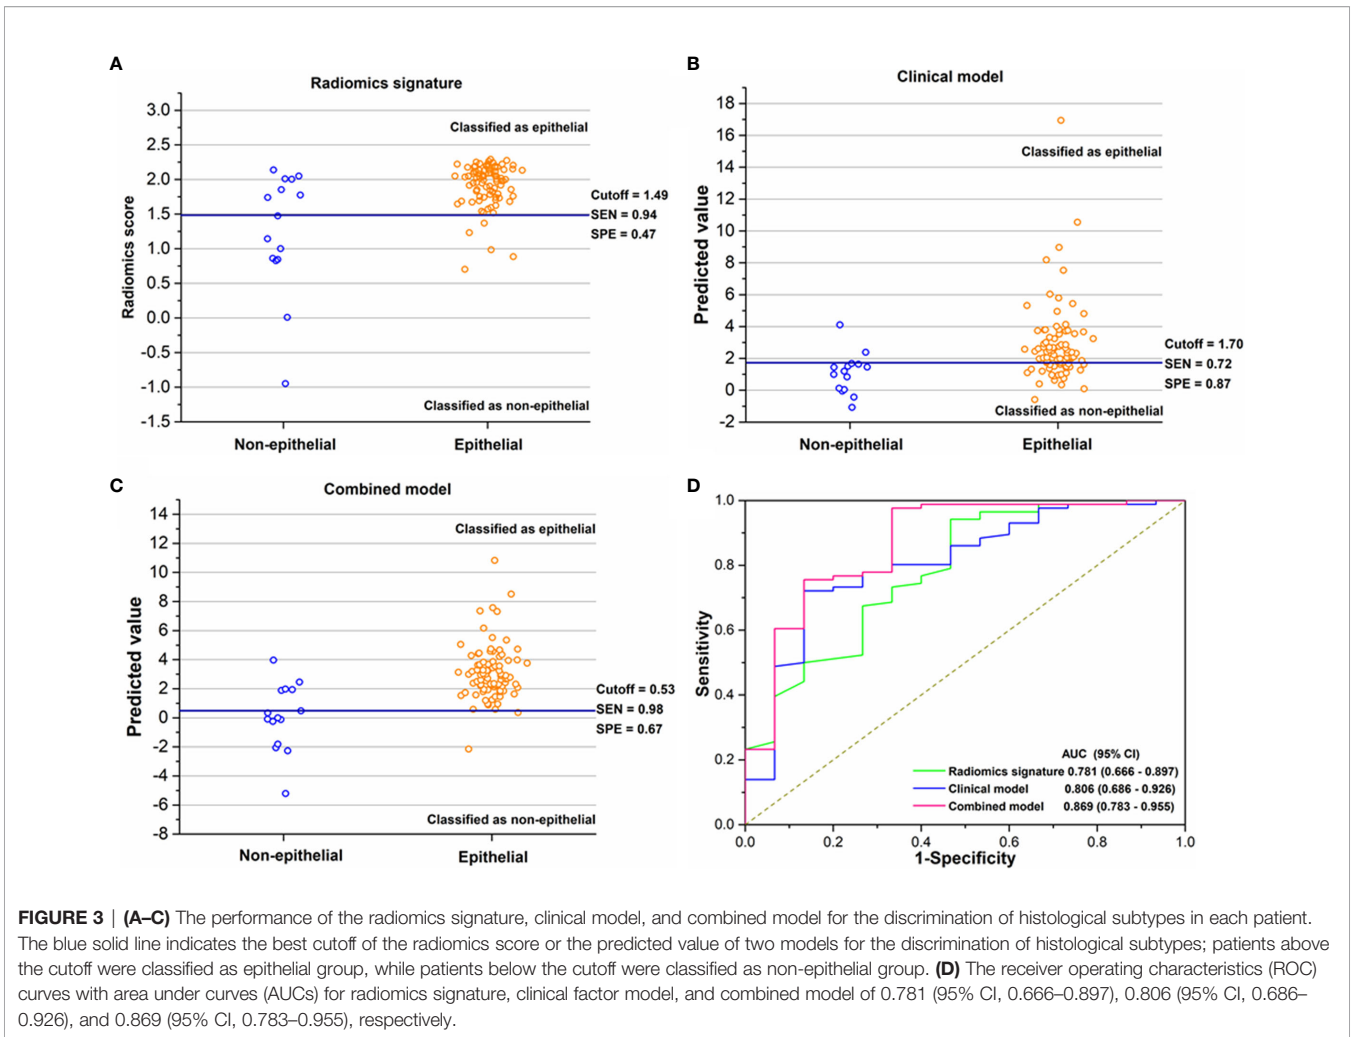 A
Radiomics signature
3.0
2.5
2.0
1.5
1.0
0.5
0.0
-0.5
-1.0
-1.5
Radiomics score
Classified as epithelial
Cutoff = 1.49
SEN = 0.94
SPE = 0.47
Classified as non-epithelial
Non-epithelial
Epithelial
B
Clinical model
18
16
14
12
10
8
6
4
2
0
-2
Predicted value
Classified as epithelial
Cutoff = 1.70
SEN = 0.72
SPE = 0.87
Classified as non-epithelial
Non-epithelial
Epithelial
C
Combined model
14
12
10
8
6
4
2
0
-2
-4
-6
-8
Predicted value
Classified as epithelial
Cutoff = 0.53
SEN = 0.98
SPE = 0.67
Classified as non-epithelial
Non-epithelial
Epithelial
D
1.0
0.8
0.6
0.4
0.2
0.0
Sensitivity
AUC (95% CI)
Radiomics signature 0.781 (0.666 - 0.897)
Clinical model 0.806 (0.686 - 0.926)
Combined model 0.869 (0.783 - 0.955)
0.0 0.2 0.4 0.6 0.8 1.0
1-Specificity
FIGURE 3 | (A–C) The performance of the radiomics signature, clinical model, and combined model for the discrimination of histological subtypes in each patient.
The blue solid line indicates the best cutoff of the radiomics score or the predicted value of two models for the discrimination of histological subtypes; patients above
the cutoff were classified as epithelial group, while patients below the cutoff were classified as non-epithelial group. (D) The receiver operating characteristics (ROC)
curves with area under curves (AUCs) for radiomics signature, clinical factor model, and combined model of 0.781 (95% CI, 0.666–0.897), 0.806 (95% CI, 0.686–
0.926), and 0.869 (95% CI, 0.783–0.955), respectively.